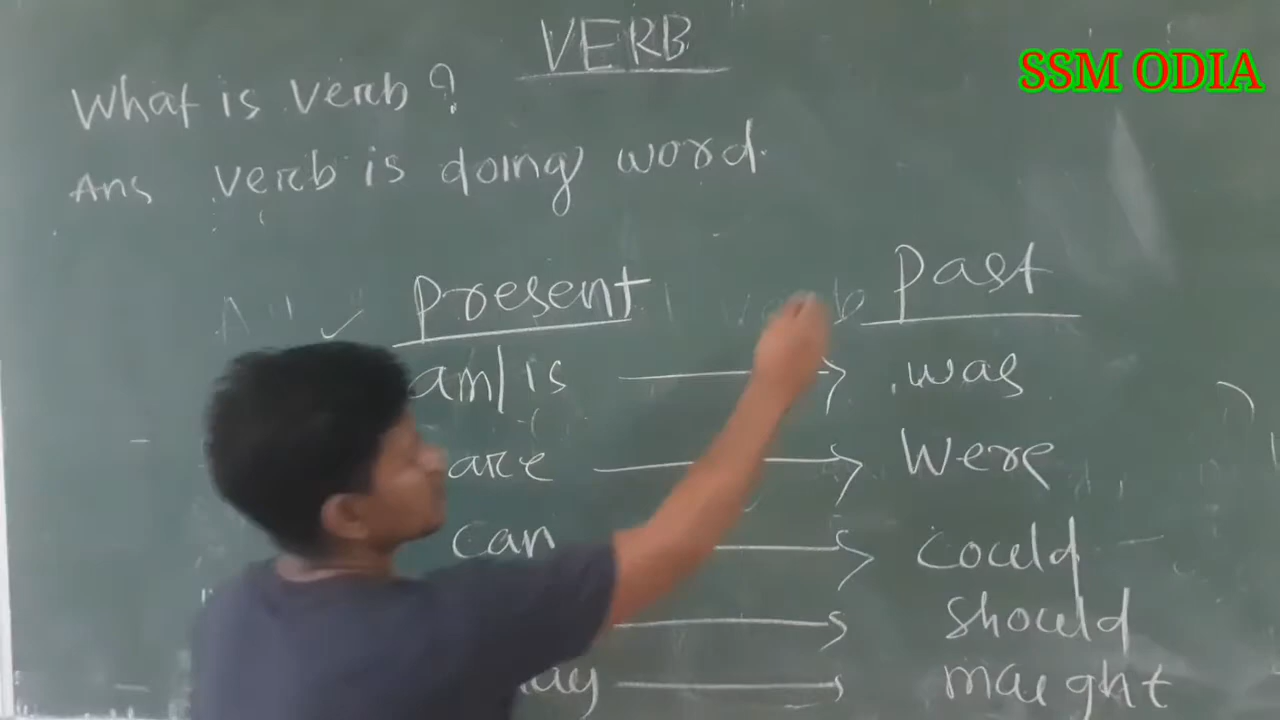 VERB
SSM ODIA
What is verb ?
Ans verb is doing word.
Present Past
am/is → was
are → Were
can → could
→ should
→ maight